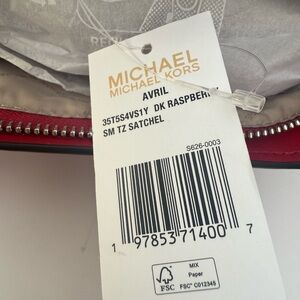 MICHAEL
MICHAEL KORS
AVRIL
35T5S4VS1Y DK RASPBERRY
SM TZ SATCHEL
S626-0003
1 97853 71400 7
FSC
MIX
Paper
FSC® C012345